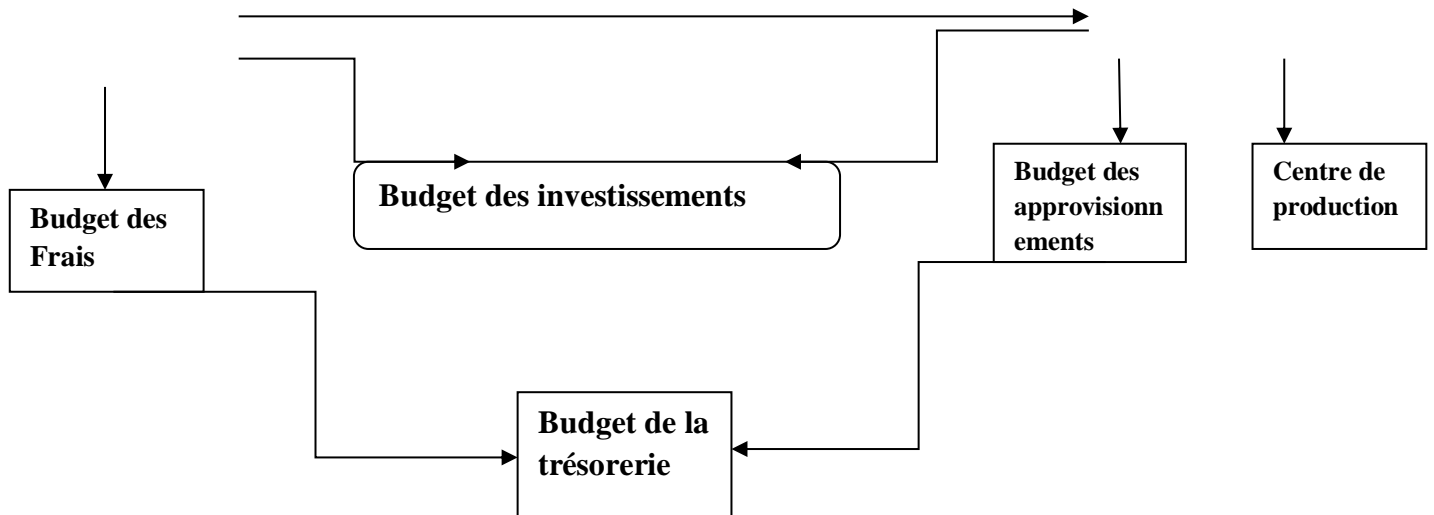 Budget des
Frais
Budget des investissements
Budget des
approvisionn
ements
Centre de
production
Budget de la
trésorerie